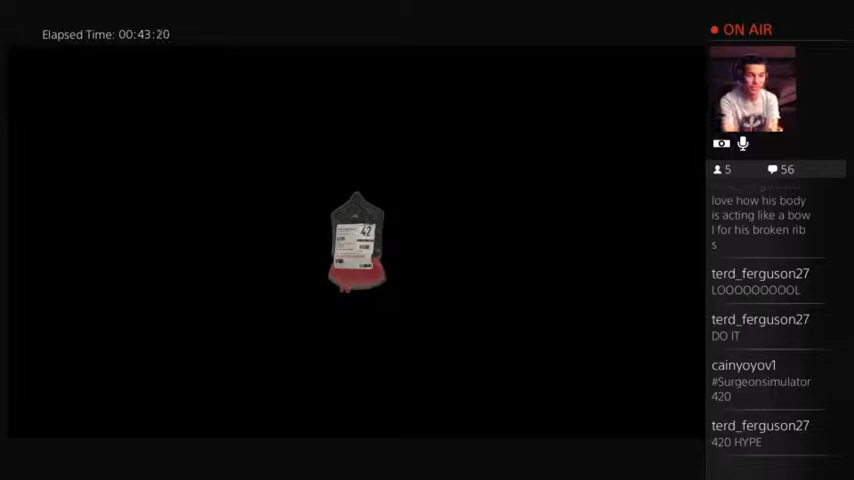 Elapsed Time: 00:43:20
ON AIR
5
56
love how his body
is acting like a bow
l for his broken rib
s
terd_ferguson27
LOOOOOOOOOL
terd_ferguson27
DO IT
cainyoyov1
#Surgeonsimulator
420
terd_ferguson27
420 HYPE
42